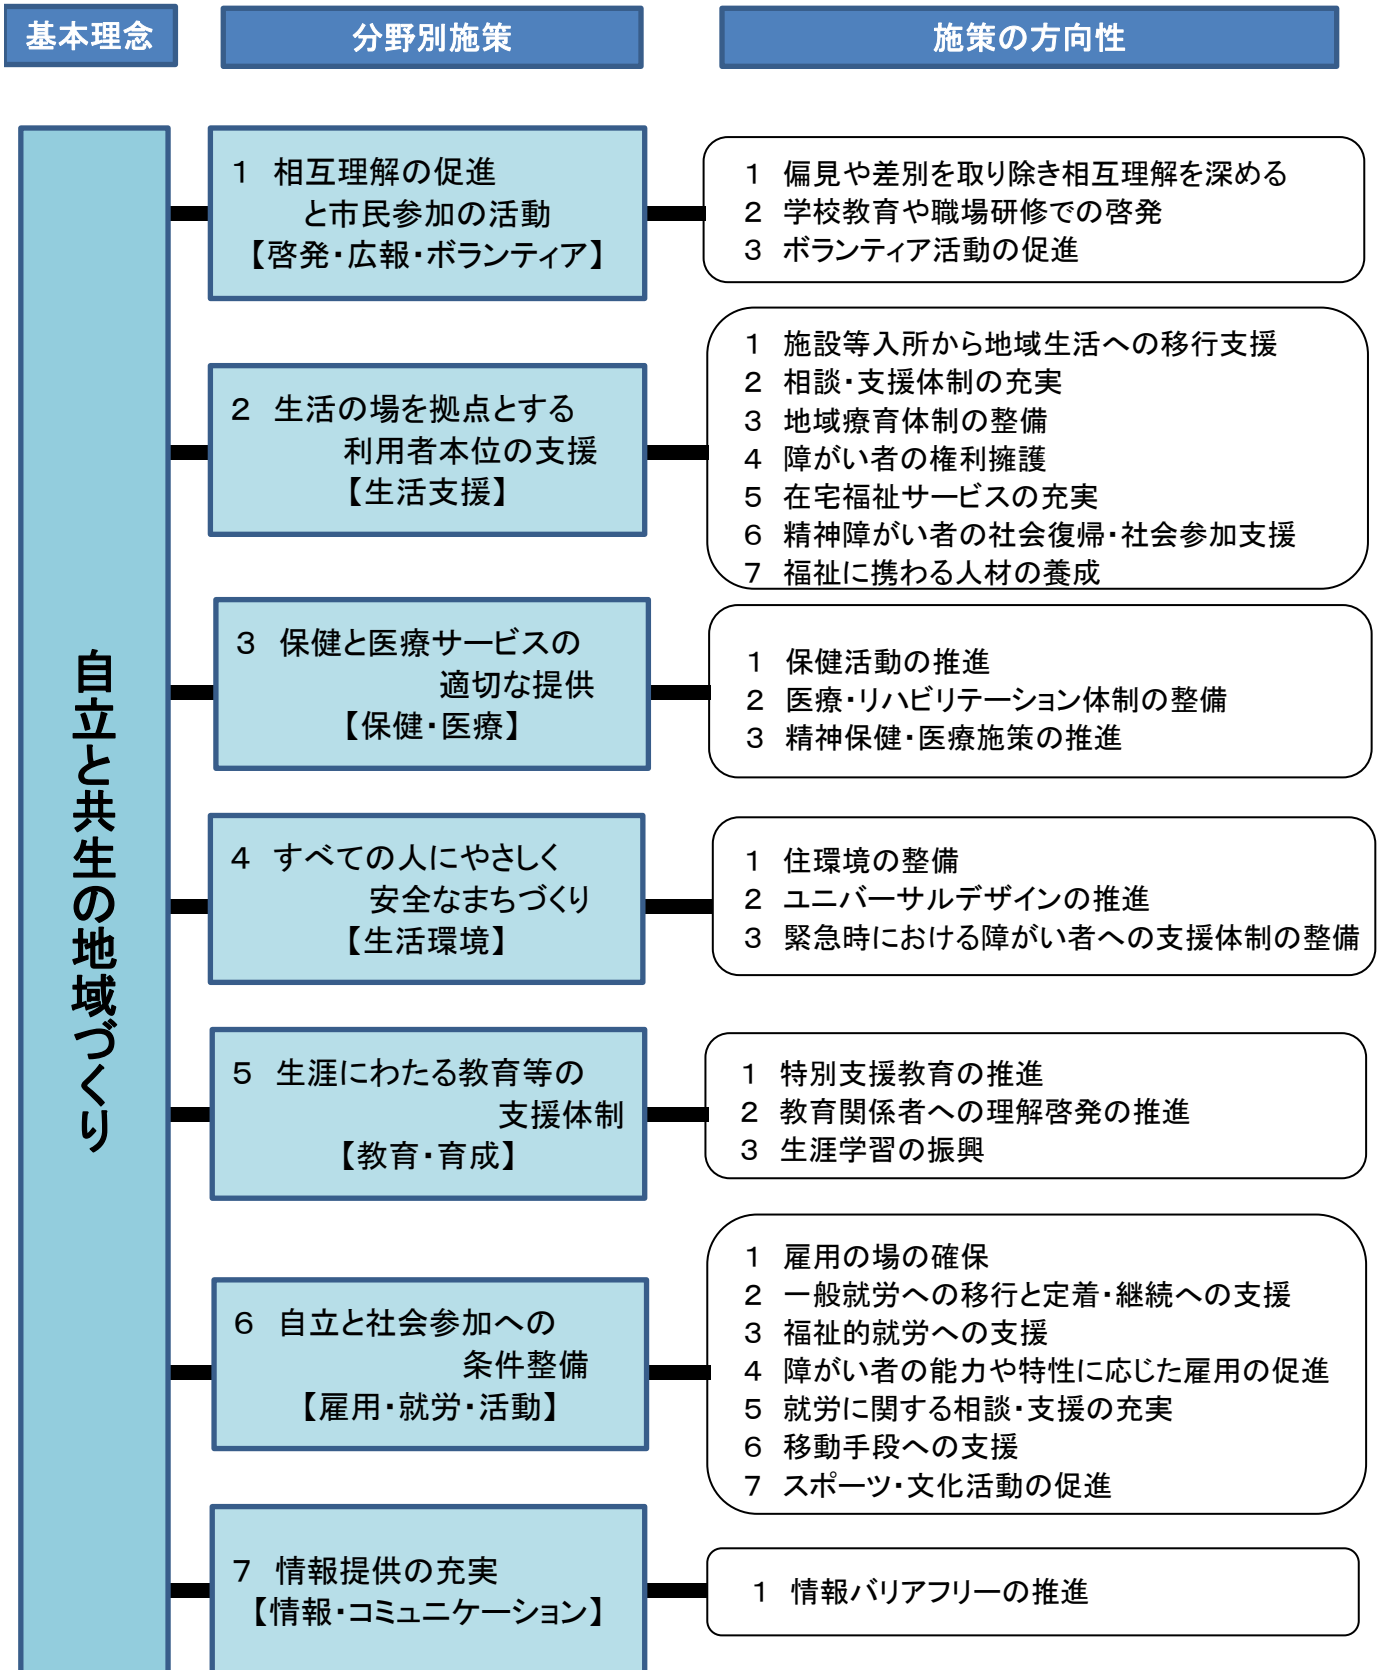 基本理念
分野別施策
施策の方向性
自立と共生の地域づくり
1 相互理解の促進
と市民参加の活動
【啓発・広報・ボランティア】
1 偏見や差別を取り除き相互理解を深める
2 学校教育や職場研修での啓発
3 ボランティア活動の促進
2 生活の場を拠点とする
利用者本位の支援
【生活支援】
1 施設等入所から地域生活への移行支援
2 相談・支援体制の充実
3 地域療育体制の整備
4 障がい者の権利擁護
5 在宅福祉サービスの充実
6 精神障がい者の社会復帰・社会参加支援
7 福祉に携わる人材の養成
3 保健と医療サービスの
適切な提供
【保健・医療】
1 保健活動の推進
2 医療・リハビリテーション体制の整備
3 精神保健・医療施策の推進
4 すべての人にやさしく
安全なまちづくり
【生活環境】
1 住環境の整備
2 ユニバーサルデザインの推進
3 緊急時における障がい者への支援体制の整備
5 生涯にわたる教育等の
支援体制
【教育・育成】
1 特別支援教育の推進
2 教育関係者への理解啓発の推進
3 生涯学習の振興
6 自立と社会参加への
条件整備
【雇用・就労・活動】
1 雇用の場の確保
2 一般就労への移行と定着・継続への支援
3 福祉的就労への支援
4 障がい者の能力や特性に応じた雇用の促進
5 就労に関する相談・支援の充実
6 移動手段への支援
7 スポーツ・文化活動の促進
7 情報提供の充実
【情報・コミュニケーション】
1 情報バリアフリーの推進